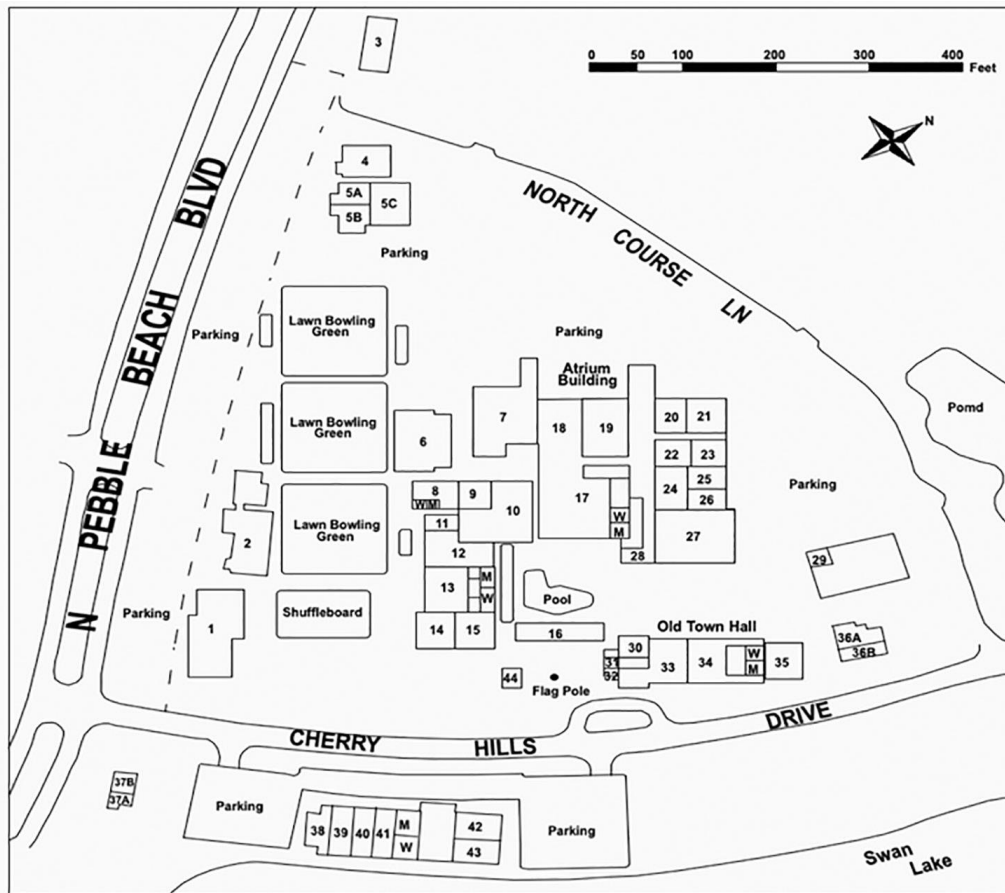 3
0 50 100 200 300 400
Feet
N
4
5A
5B
5C
Parking
NORTH COURSE LN
N PEBBLE BEACH BLVD
Parking
Lawn Bowling
Green
Parking
Atrium
Building
Lawn Bowling
Green
6
7
18
19
20
21
22
23
24
25
26
27
28
17
W
M
Parking
Pomd
8
W M
9
10
11
12
13
M
W
14
15
Lawn Bowling
Green
2
1
Parking
Shuffleboard
Pool
16
29
Old Town Hall
30
31
32
33
34
W
M
35
36A
36B
44
Flag Pole
CHERRY HILLS DRIVE
37B
37A
Parking
38
39
40
41
M
W
42
43
Parking
Swan
Lake